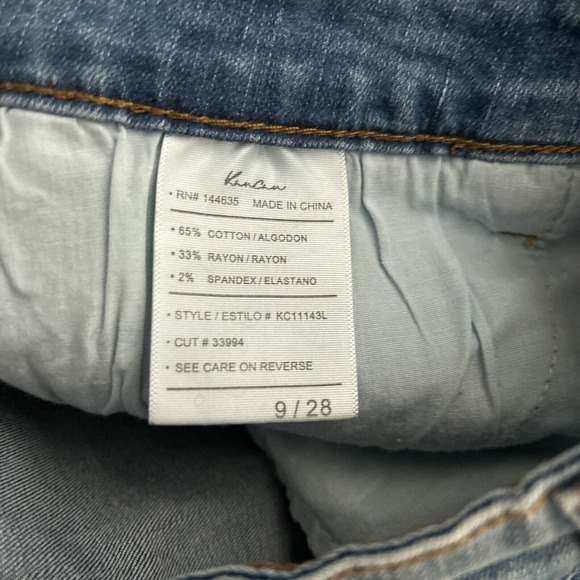 KanCan
• RN# 144635 MADE IN CHINA
• 65% COTTON / ALGODON
• 33% RAYON / RAYON
• 2% SPANDEX / ELASTANO
• STYLE / ESTILO # KC11143L
• CUT # 33994
• SEE CARE ON REVERSE
9 / 28